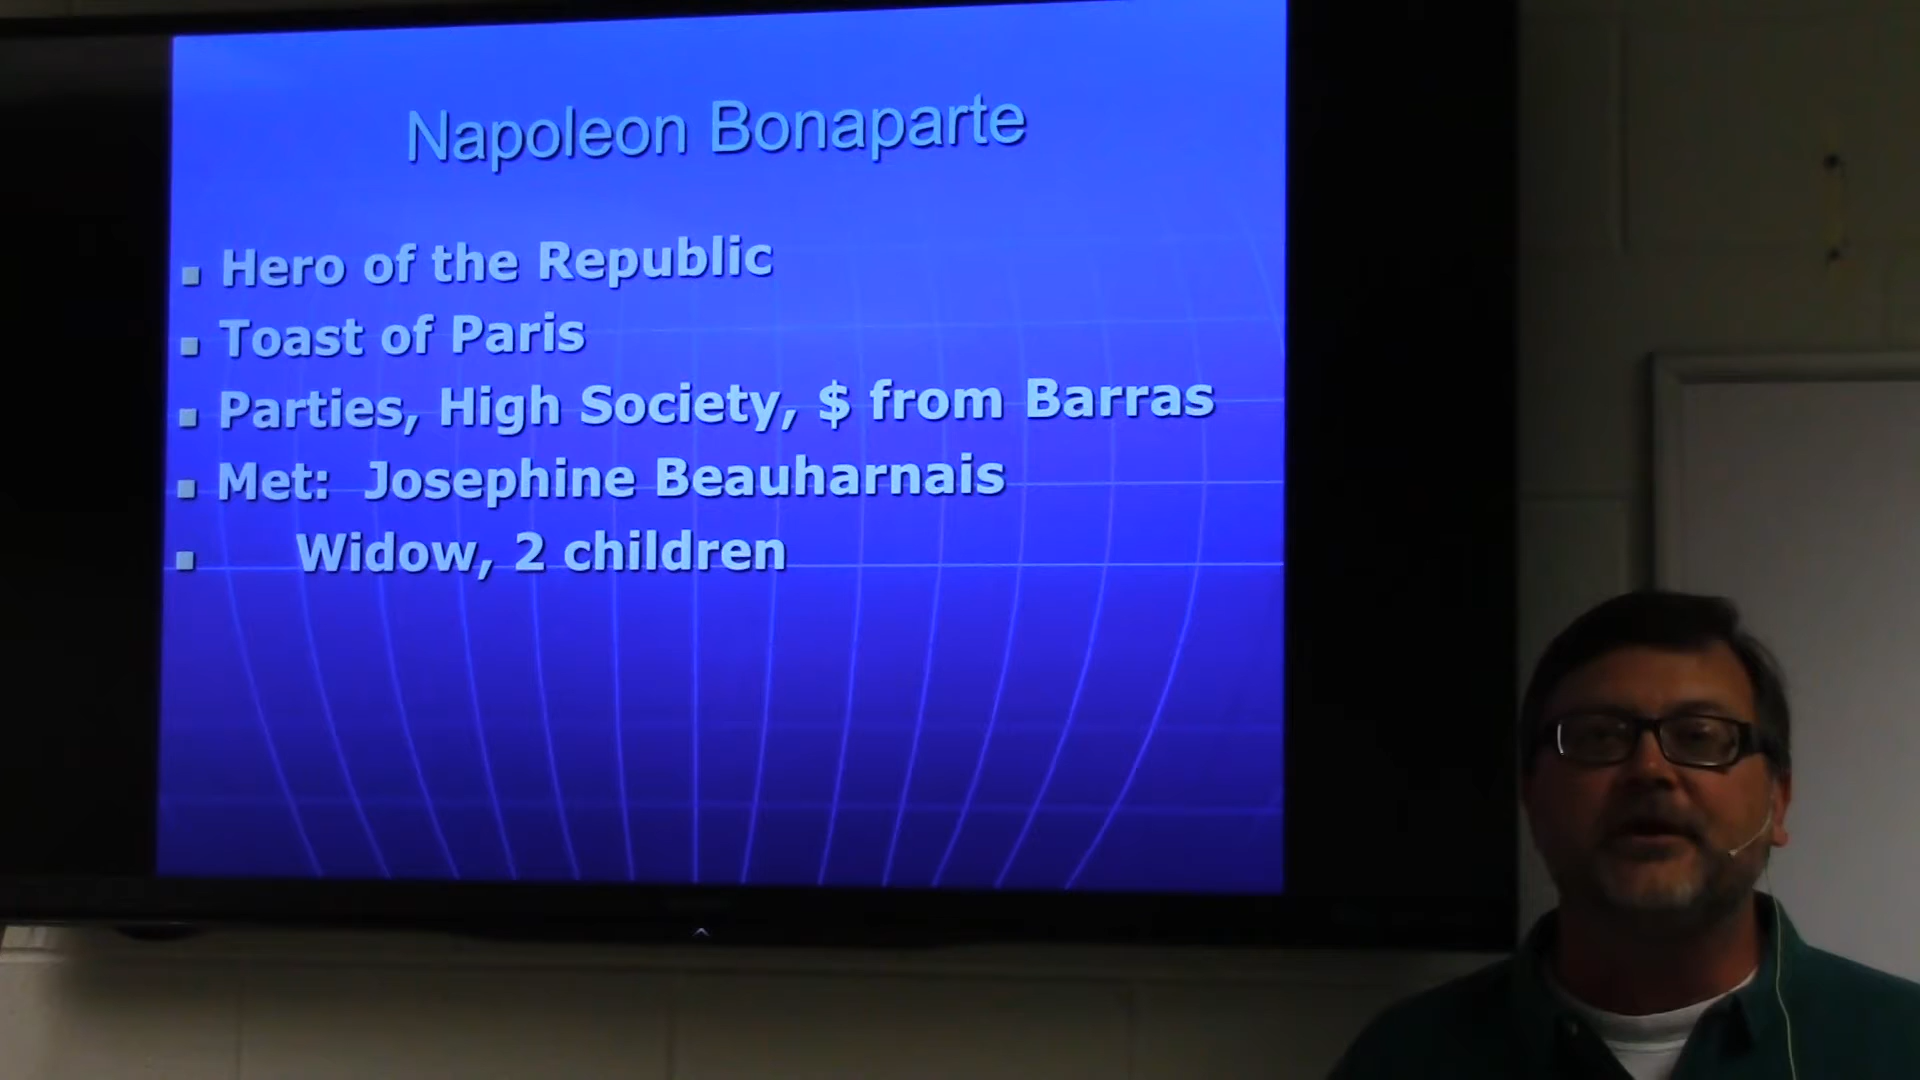 Napoleon Bonaparte
Hero of the Republic
Toast of Paris
Parties, High Society, $ from Barras
Met: Josephine Beauharnais
Widow, 2 children